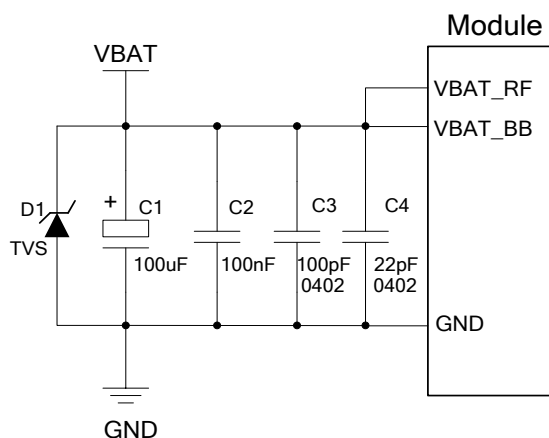 Module
VBAT
VBAT_RF
VBAT_BB
D1
TVS
+
C1
100uF
C2
100nF
C3
100pF
0402
C4
22pF
0402
GND
GND